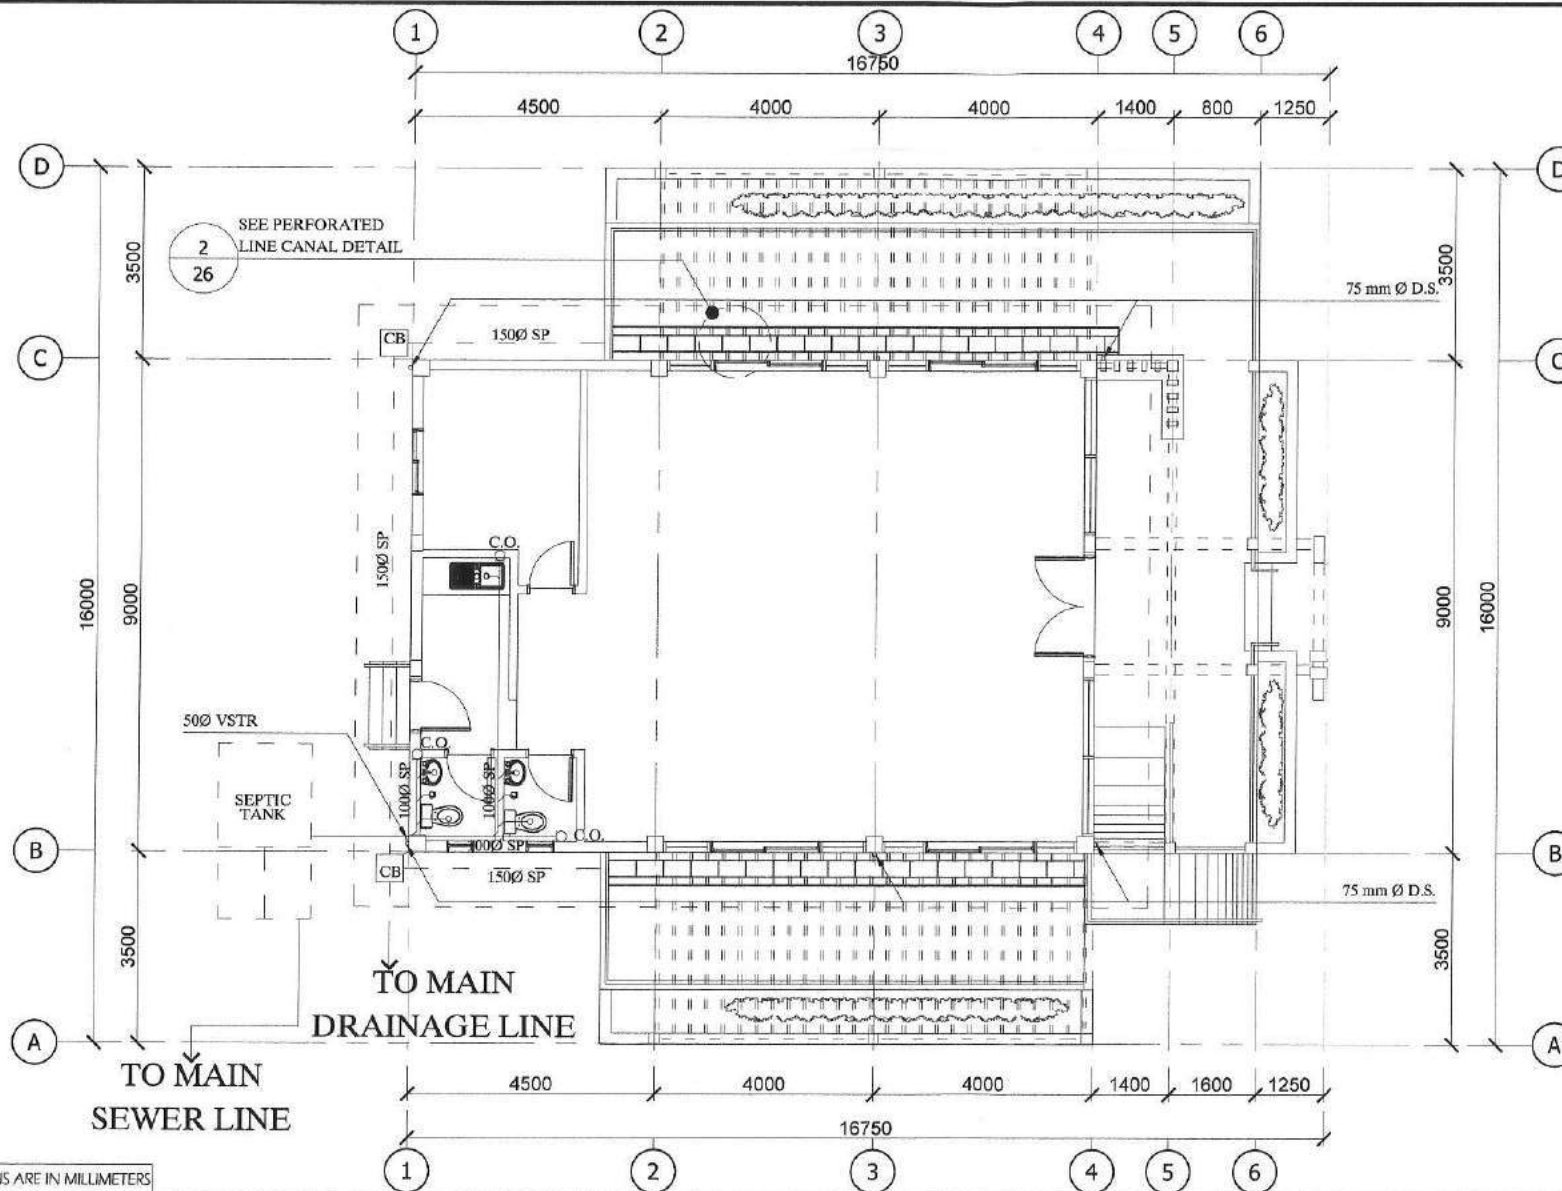 1 2 3 4 5 6
16750
4500 4000 4000 1400 800 1250
D D
SEE PERFORATED
LINE CANAL DETAIL
2
26
3500 3500
75 mm Ø D.S.
CB 150Ø SP
C C
C.O.
150Ø SP
16000 9000 9000 16000
50Ø VSTR
C.O.
100Ø SP 100Ø SP
SEPTIC
TANK
C.O.
B B
00Ø SP
CB 150Ø SP
75 mm Ø D.S.
3500 3500
TO MAIN
DRAINAGE LINE
A A
TO MAIN
SEWER LINE
4500 4000 4000 1400 1600 1250
16750
1 2 3 4 5 6
NS ARE IN MILLIMETERS